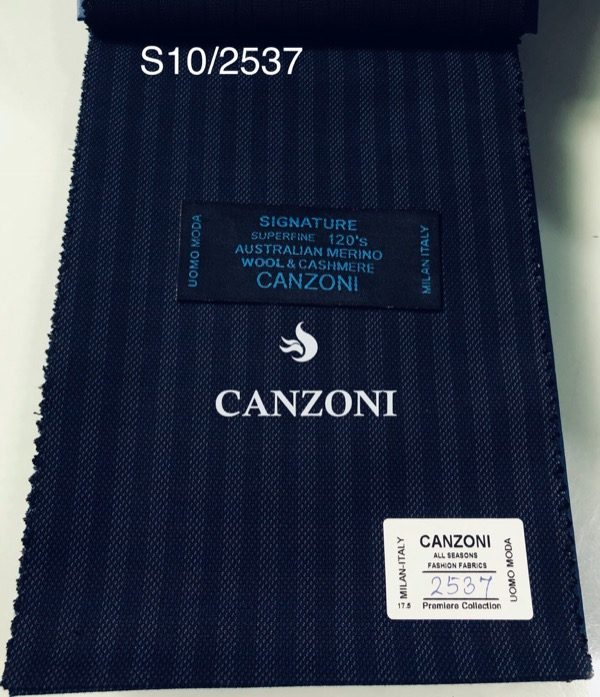 S10/2537
UOMO MODA
SIGNATURE
SUPERFINE 120's
AUSTRALIAN MERINO
WOOL & CASHMERE
CANZONI
MILAN ITALY
CANZONI
MILAN-ITALY
17.5
CANZONI
ALL SEASONS
FASHION FABRICS
2537
Premiere Collection
UOMO MODA